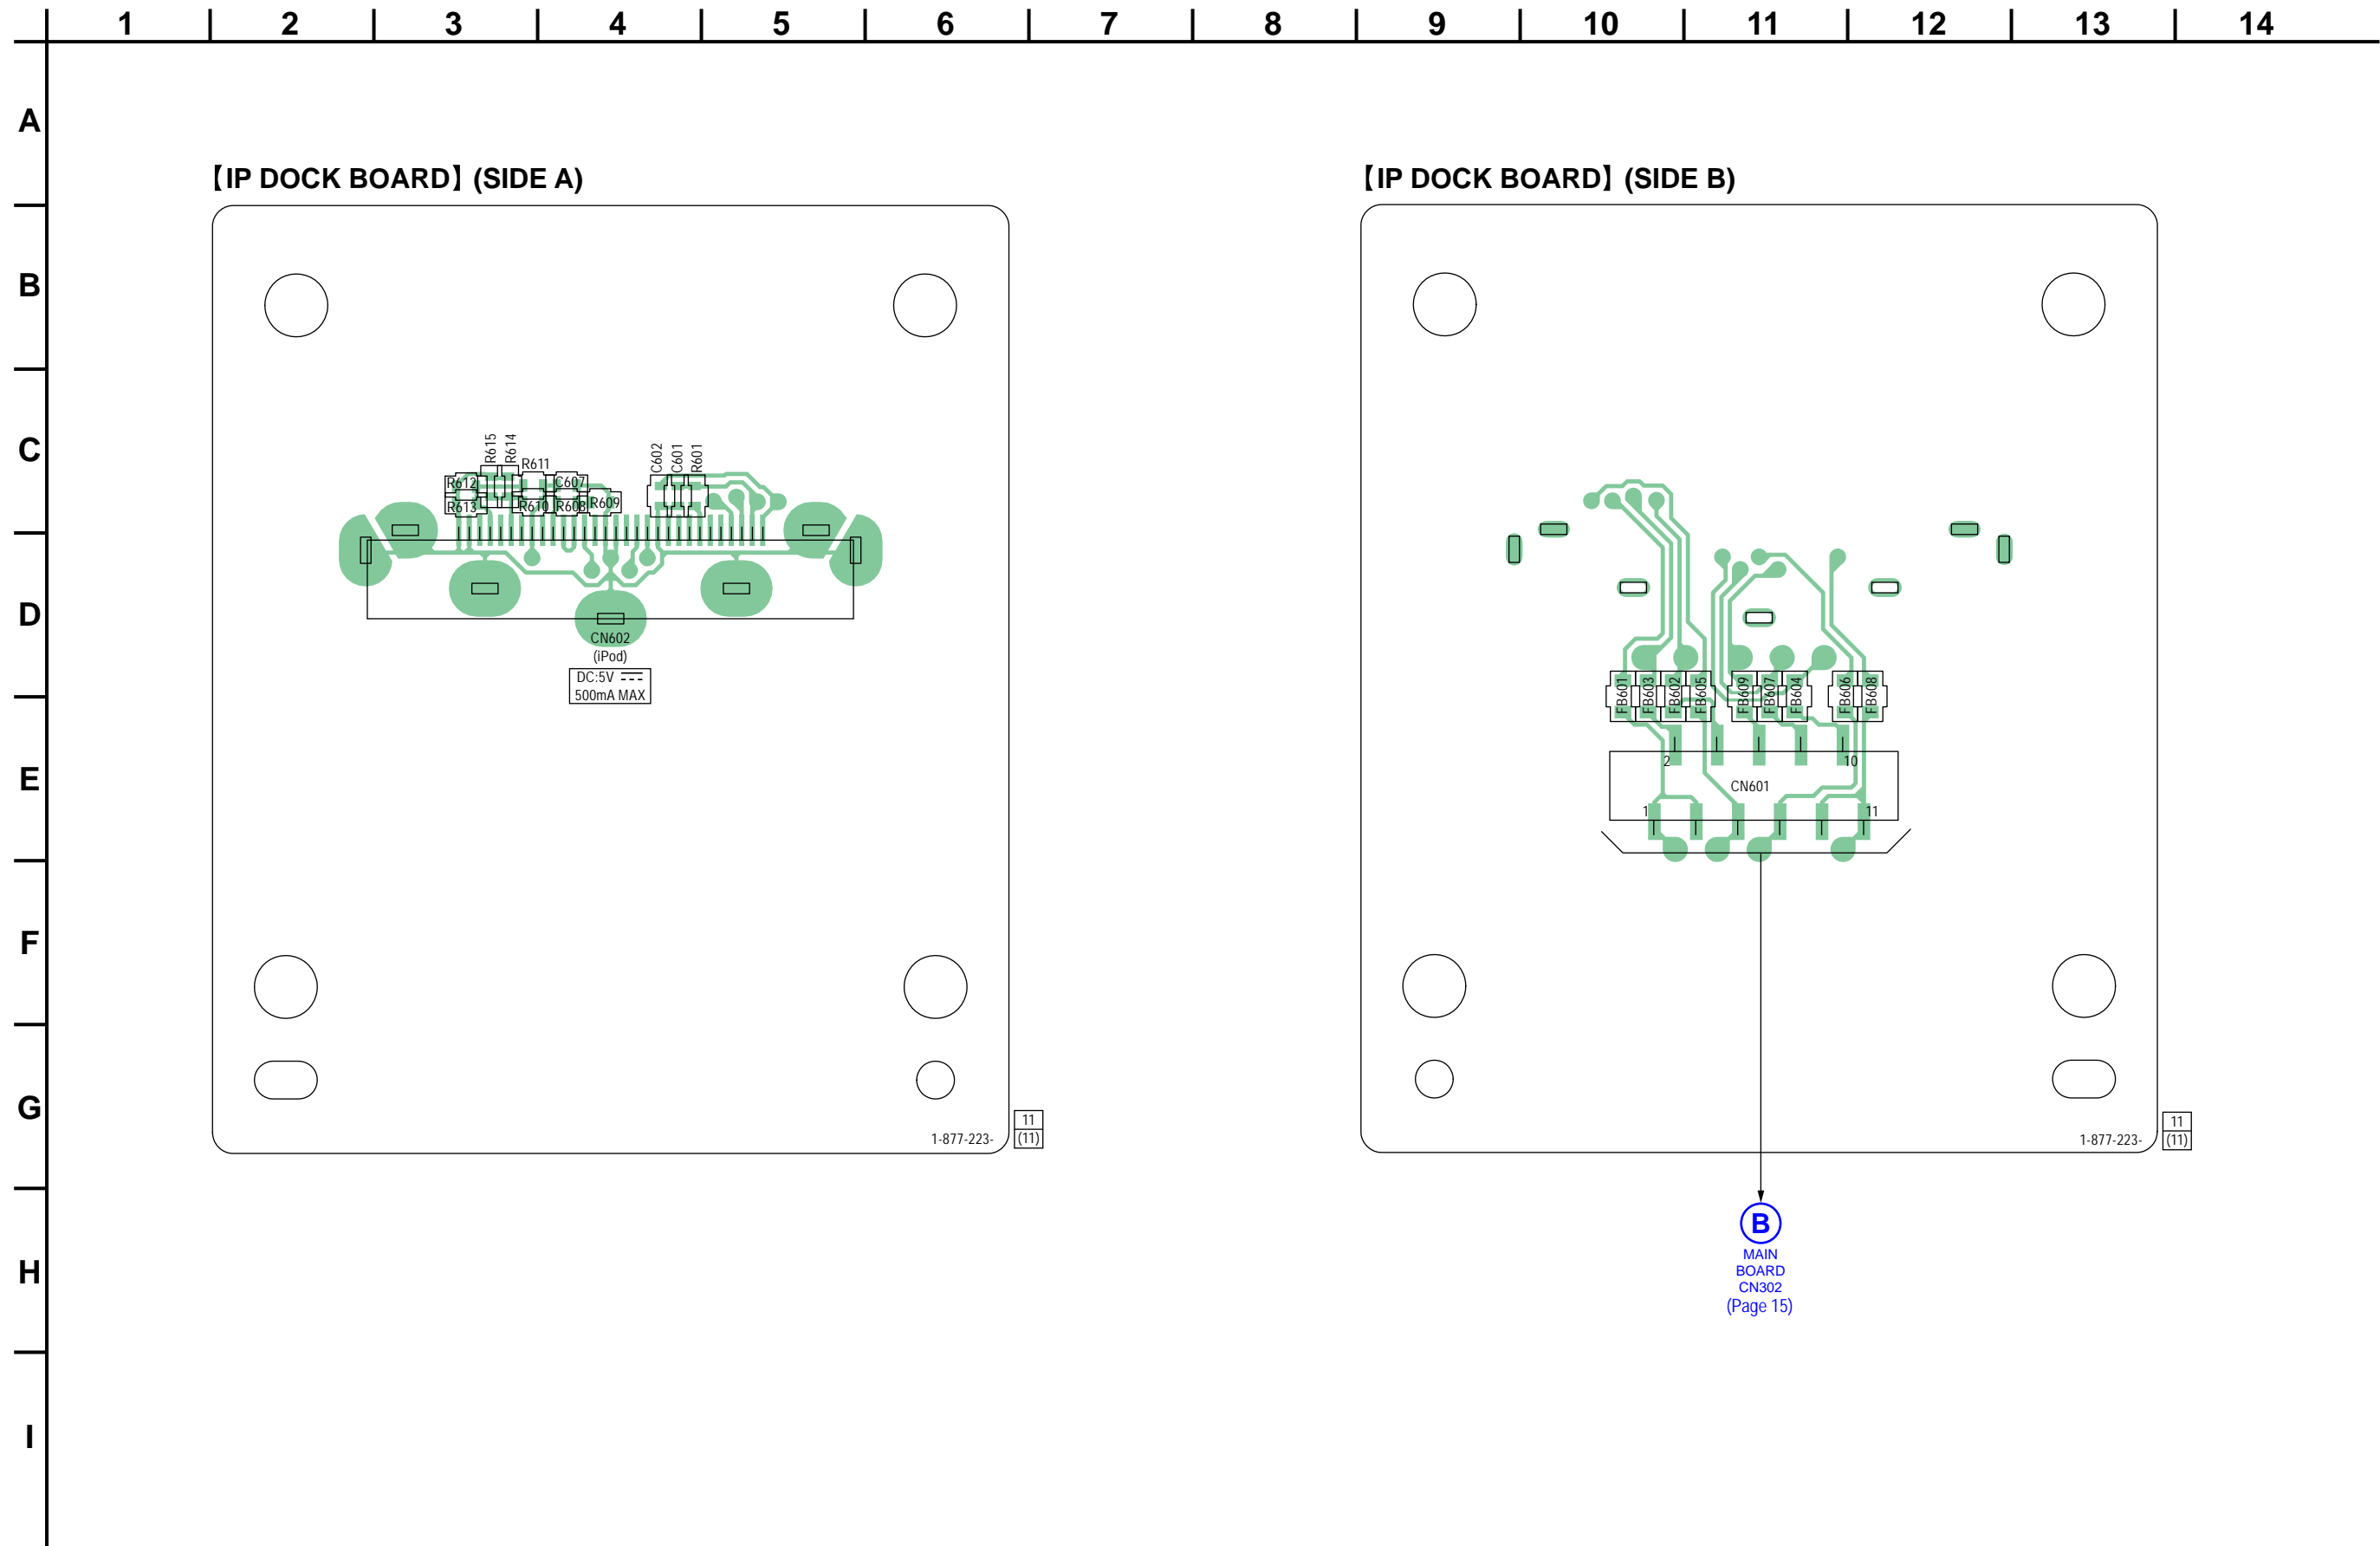 1 2 3 4 5 6 7 8 9 10 11 12 13 14
A
B
C
D
E
F
G
H
I
【IP DOCK BOARD】 (SIDE A)
R615
R614
R611
R612
R613
R610
C607
R608
R609
C602
C601
R601
CN602
(iPod)
DC:5V
500mA MAX
1-877-223-
11
(11)
【IP DOCK BOARD】 (SIDE B)
FB601
FB603
FB602
FB605
FB609
FB607
FB604
FB606
FB608
2
10
CN601
1
11
1-877-223-
11
(11)
B
MAIN
BOARD
CN302
(Page 15)